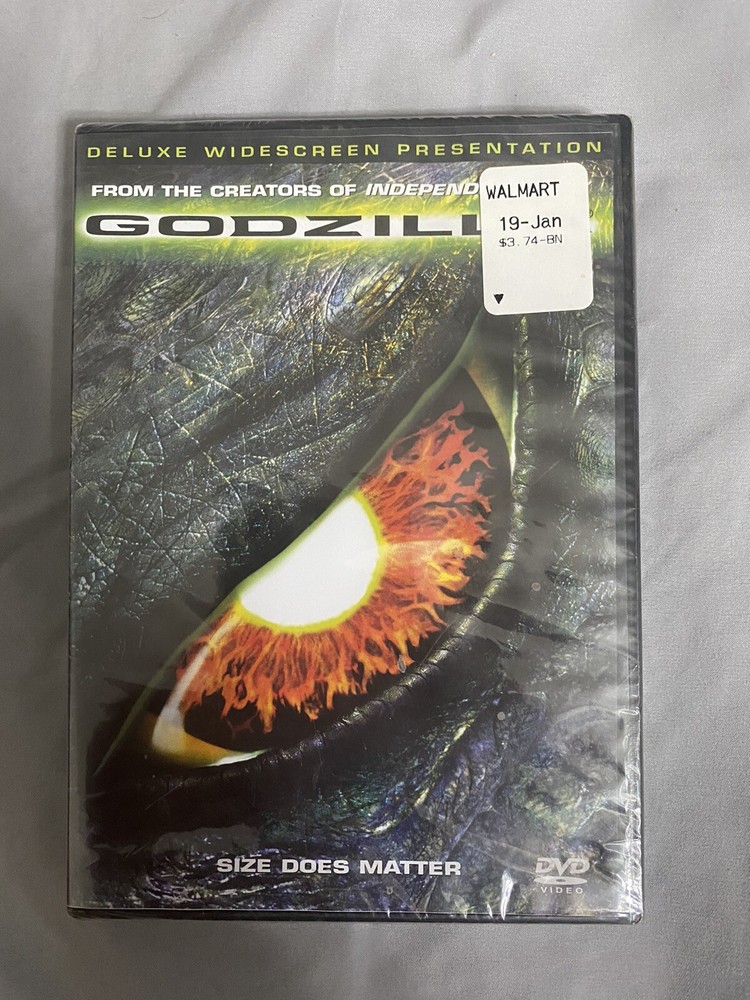 DELUXE WIDESCREEN PRESENTATION
FROM THE CREATORS OF INDEPEND
GODZILL
WALMART
19-Jan
$3.74-BN
SIZE DOES MATTER
DVD
VIDEO